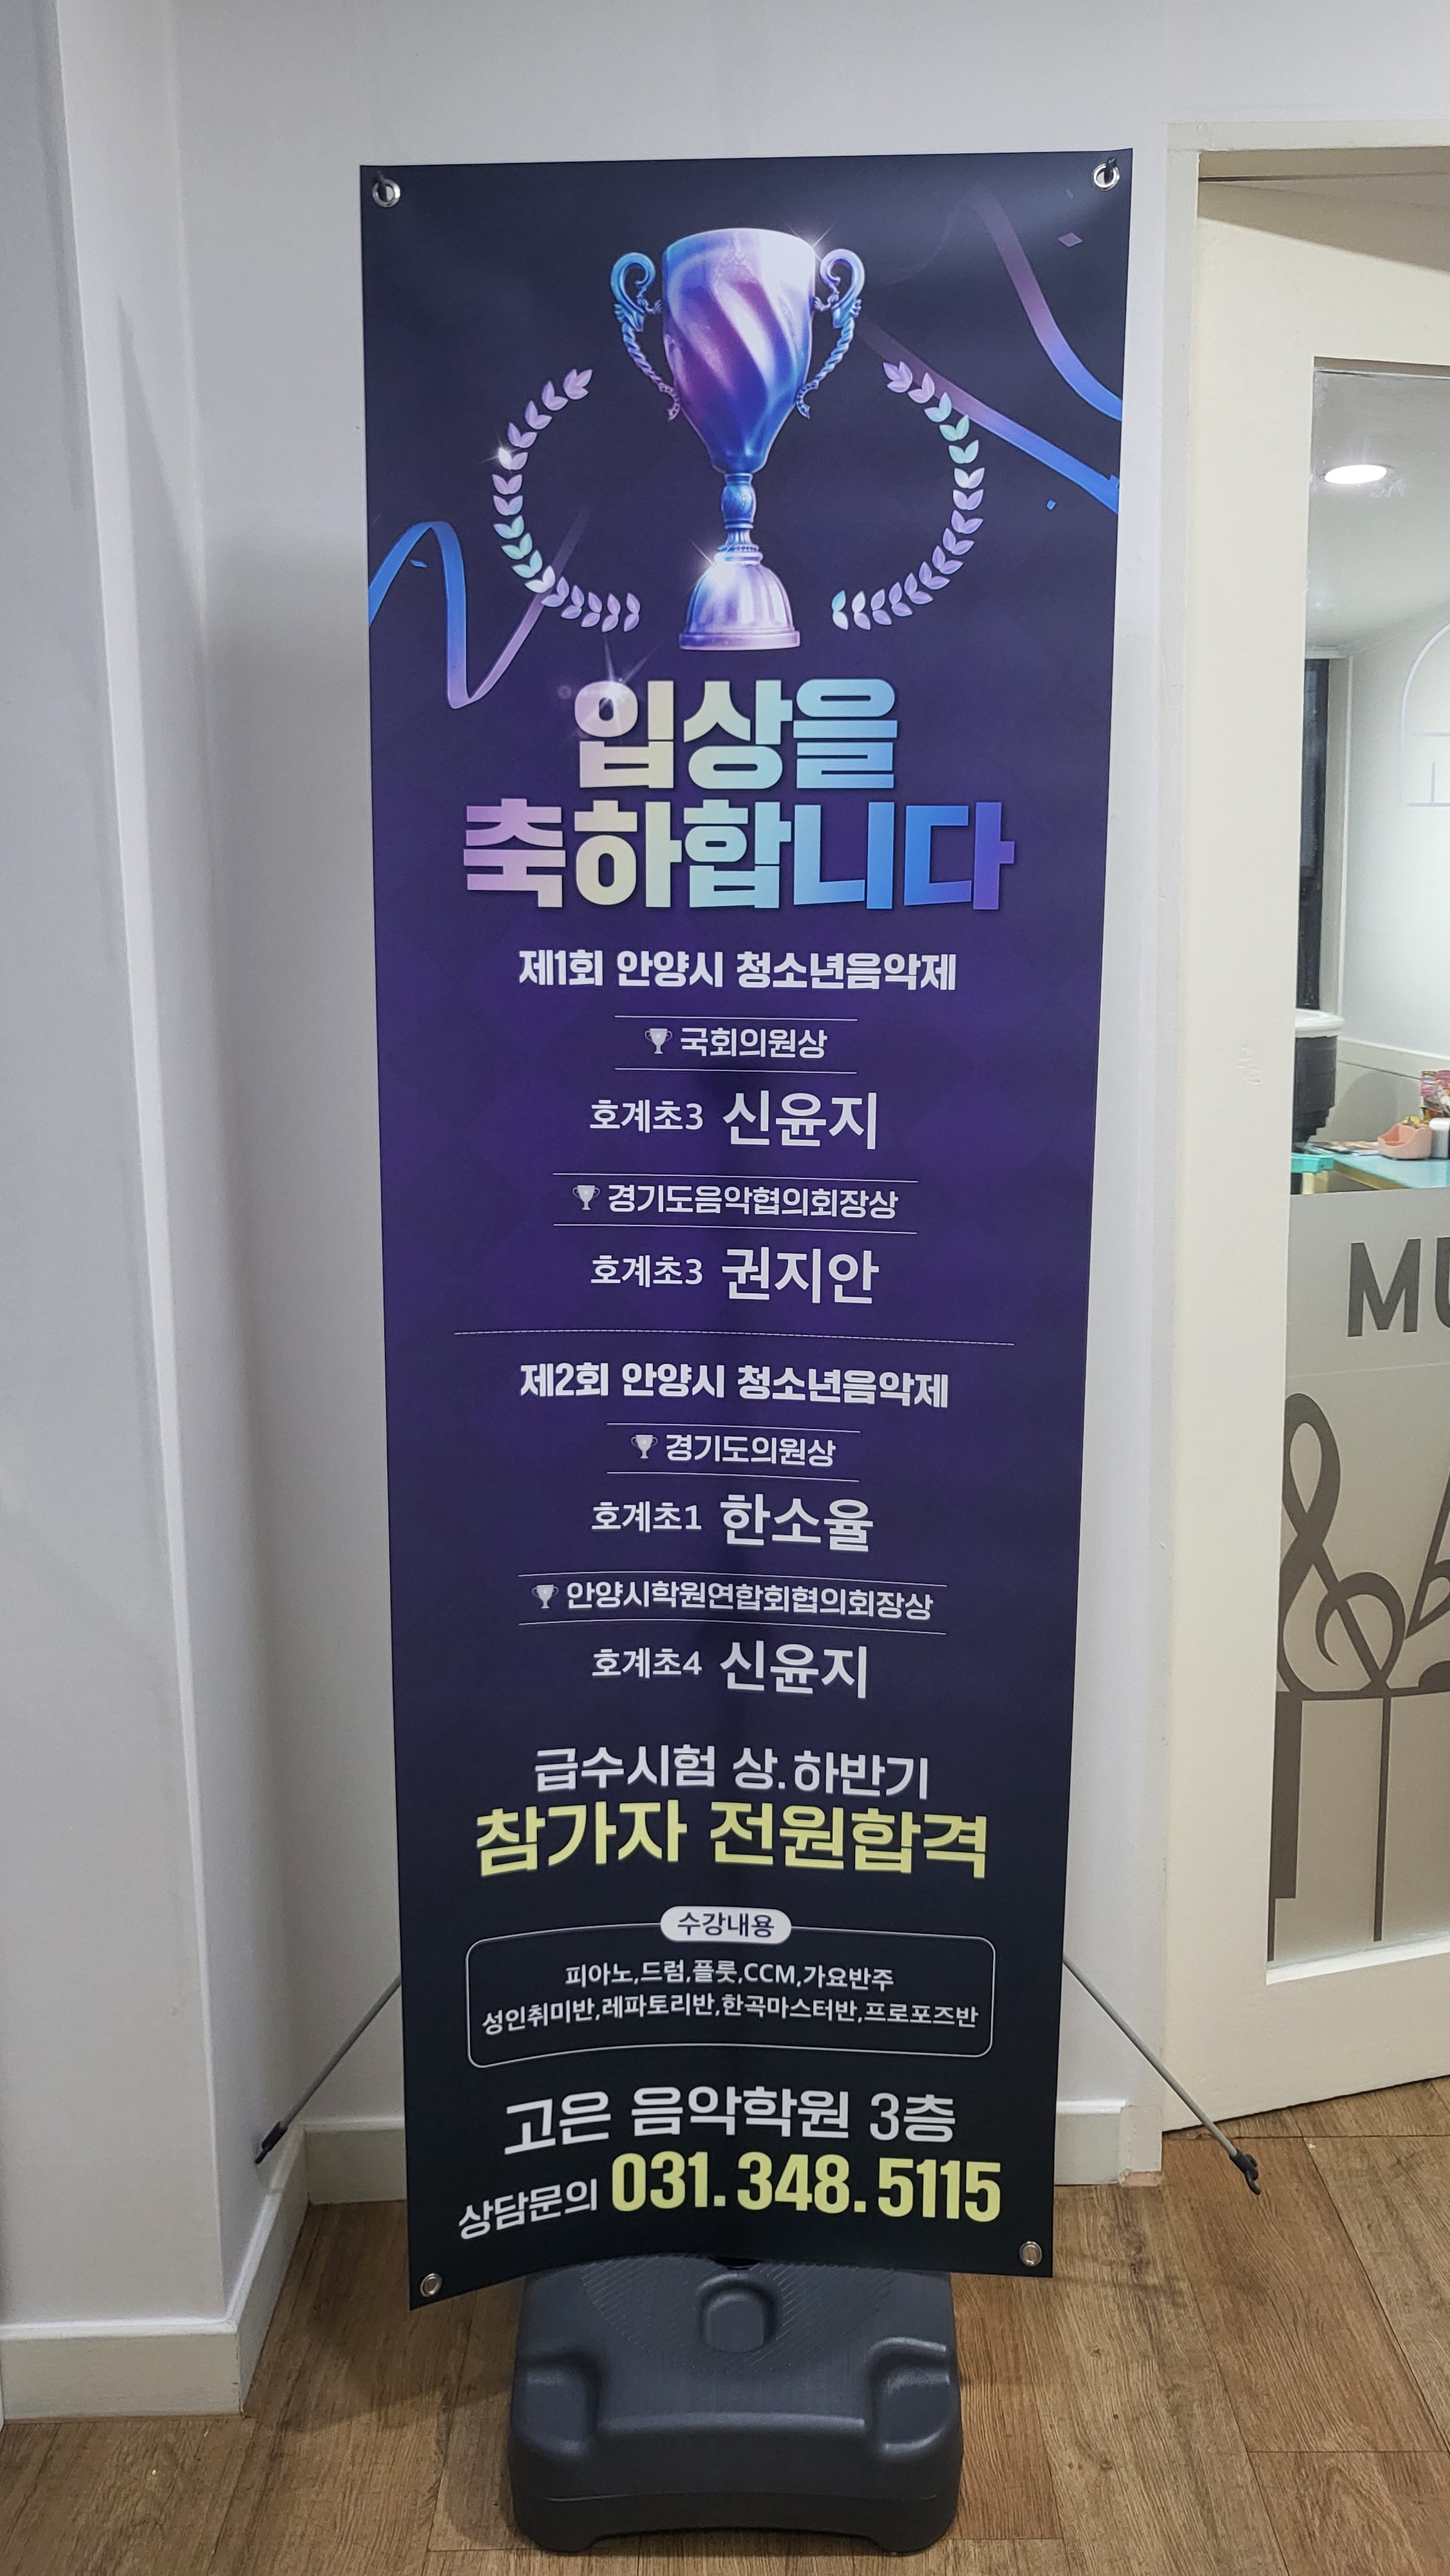 입상을
축하합니다
제1회 안양시 청소년음악제
국회의원상
호계초3 신윤지
경기도음악협의회장상
호계초3 권지안
제2회 안양시 청소년음악제
경기도의원상
호계초1 한소율
안양시학원연합회협의회장상
호계초4 신윤지
급수시험 상.하반기
참가자 전원합격
수강내용
피아노,드럼,플룻,CCM,가요반주
성인취미반,레파토리반,한곡마스터반,프로포즈반
고은 음악학원 3층
상담문의 031.348.5115